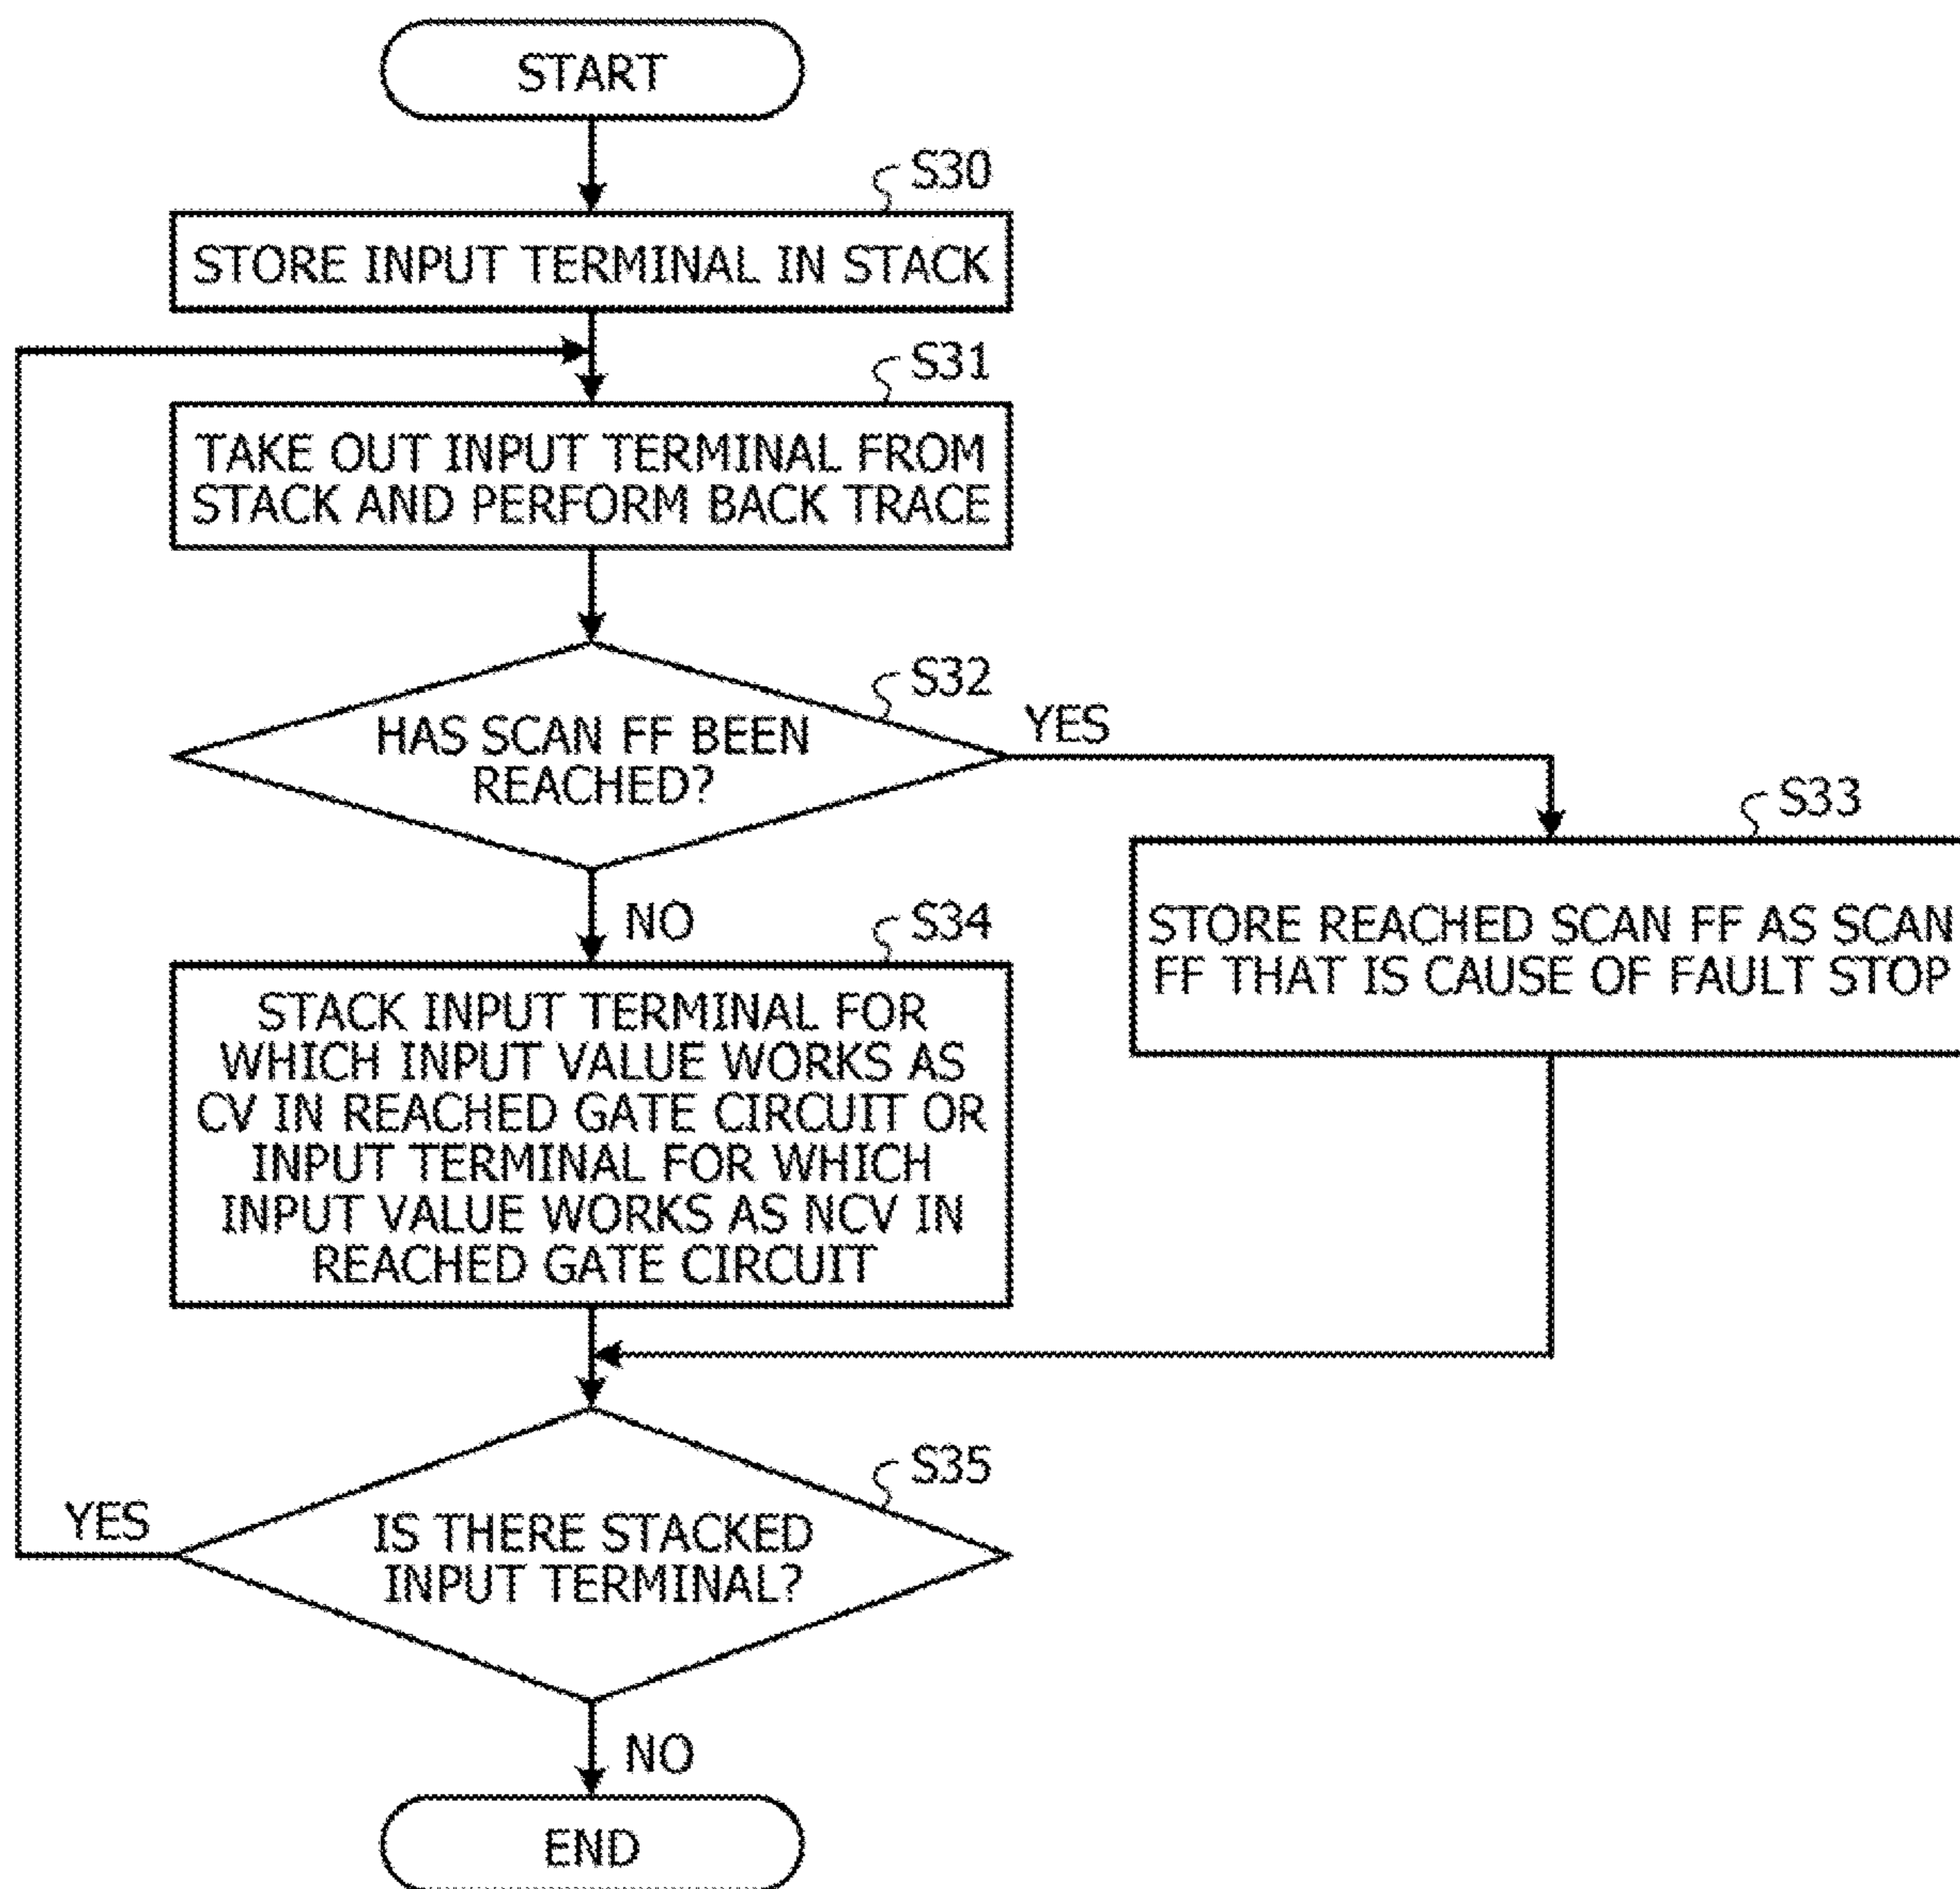 START
S30
STORE INPUT TERMINAL IN STACK
S31
TAKE OUT INPUT TERMINAL FROM
STACK AND PERFORM BACK TRACE
S32
HAS SCAN FF BEEN
REACHED?
YES
S33
STORE REACHED SCAN FF AS SCAN
FF THAT IS CAUSE OF FAULT STOP
NO
S34
STACK INPUT TERMINAL FOR
WHICH INPUT VALUE WORKS AS
CV IN REACHED GATE CIRCUIT OR
INPUT TERMINAL FOR WHICH
INPUT VALUE WORKS AS NCV IN
REACHED GATE CIRCUIT
S35
YES
IS THERE STACKED
INPUT TERMINAL?
NO
END